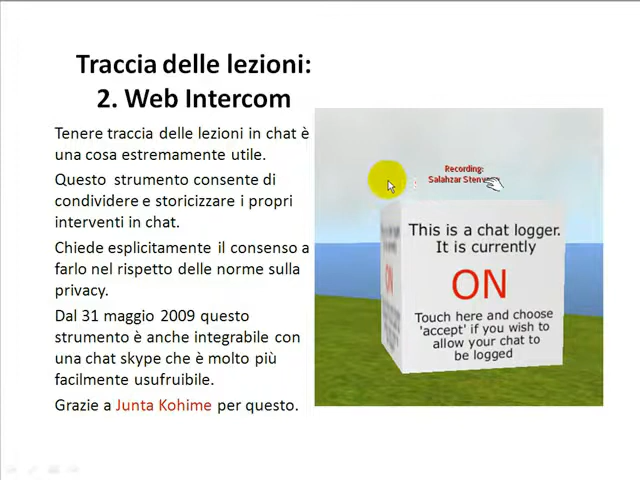 Traccia delle lezioni:
2. Web Intercom
Tenere traccia delle lezioni in chat è
una cosa estremamente utile.
Questo strumento consente di
condividere e storicizzare i propri
interventi in chat.
Chiede esplicitamente il consenso a
farlo nel rispetto delle norme sulla
privacy.
Dal 31 maggio 2009 questo
strumento è anche integrabile con
una chat skype che è molto più
facilmente usufruibile.
Grazie a Junta Kohime per questo.
Recording:
Salahzar
This is a chat logger.
It is currently
ON
Touch here and choose
'accept' if you wish to
allow your chat to
be logged